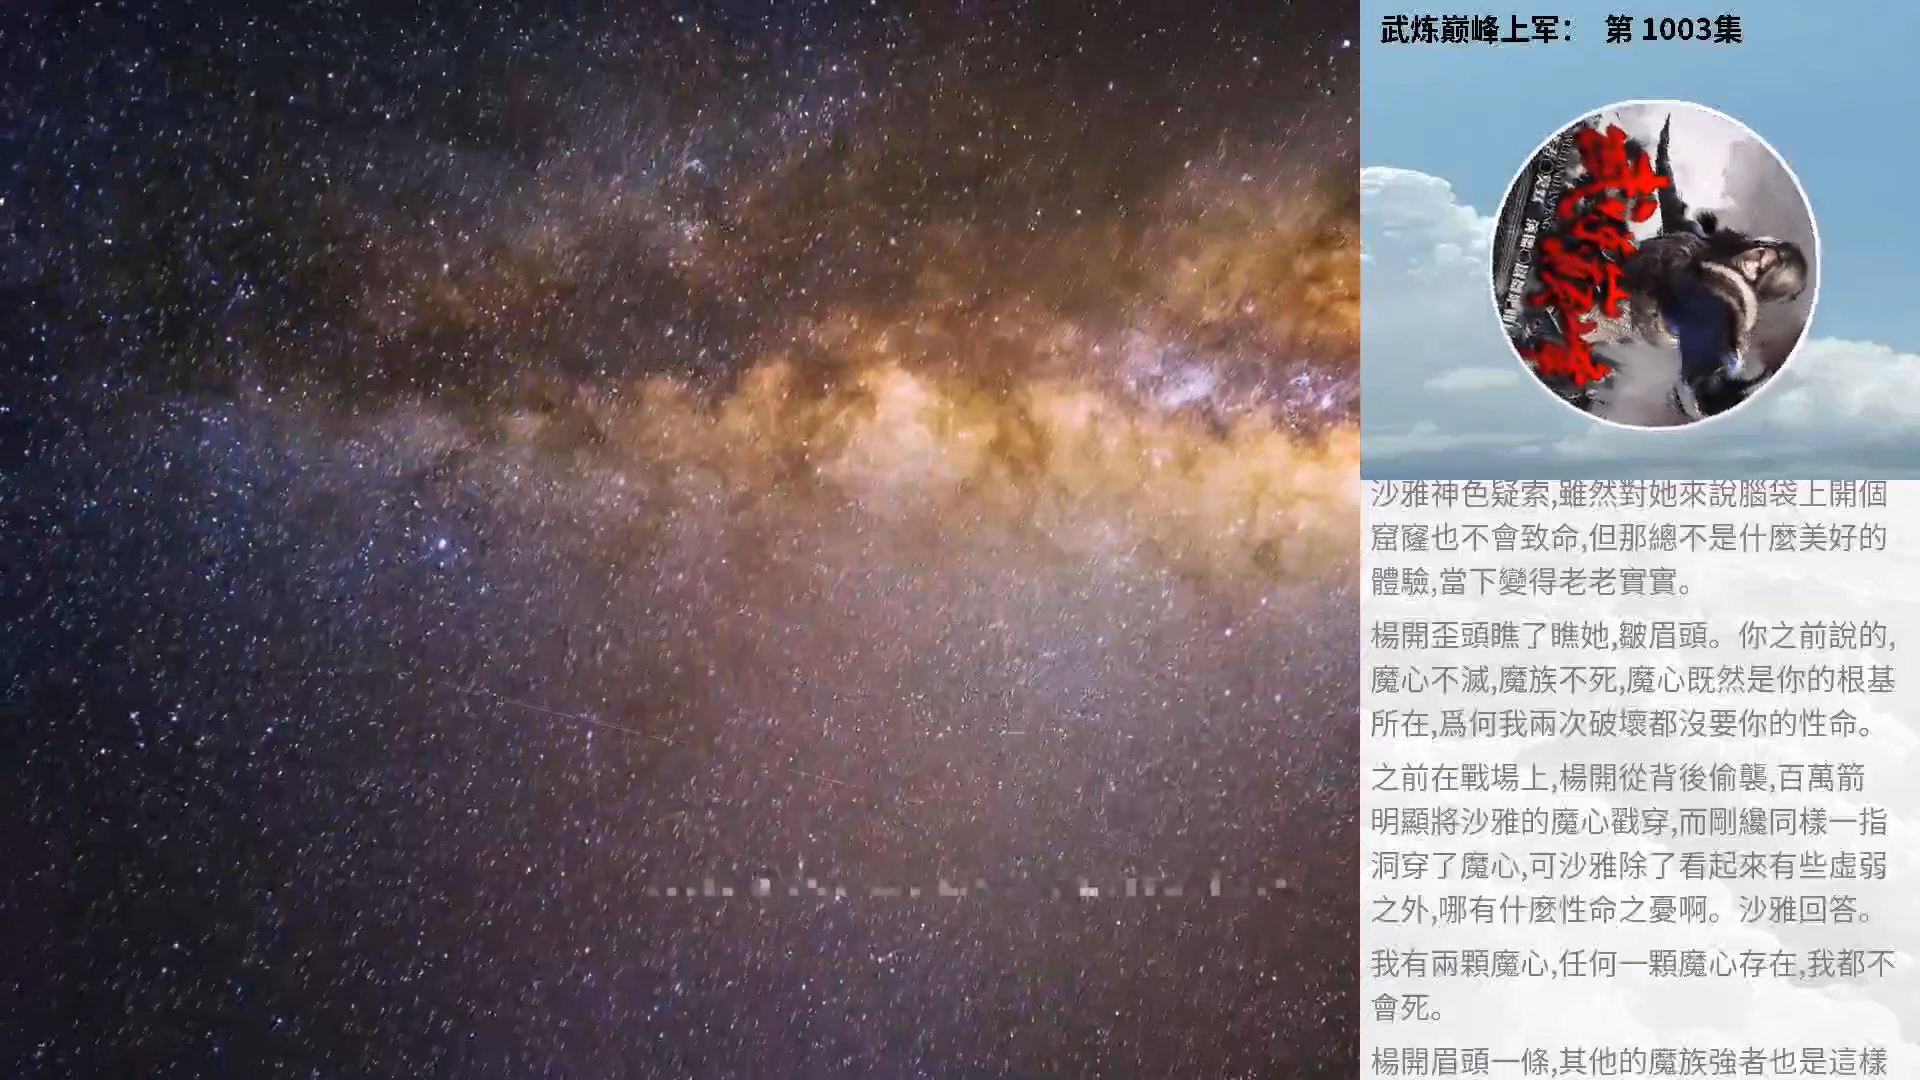 武炼巅峰上军： 第 1003集
沙雅神色疑索,雖然對她來說腦袋上開個
窟窿也不會致命,但那總不是什麼美好的
體驗,當下變得老老實實。
楊開歪頭瞧了瞧她,皺眉頭。你之前說的,
魔心不滅,魔族不死,魔心既然是你的根基
所在,爲何我兩次破壞都沒要你的性命。
之前在戰場上,楊開從背後偷襲,百萬箭
明顯將沙雅的魔心戳穿,而剛纔同樣一指
洞穿了魔心,可沙雅除了看起來有些虛弱
之外,哪有什麼性命之憂啊。沙雅回答。
我有兩顆魔心,任何一顆魔心存在,我都不
會死。
楊開眉頭一條,其他的魔族強者也是這樣